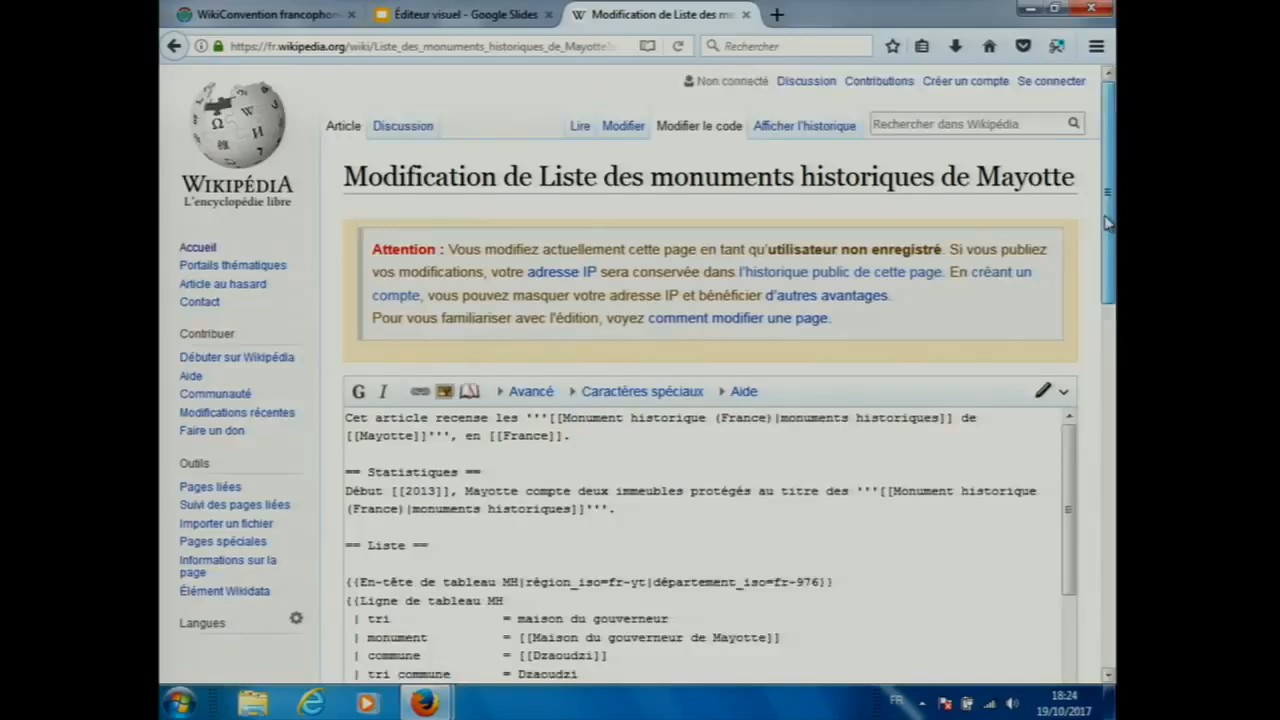 WikiConvention francophon
Éditeur visuel - Google Slides
Modification de Liste des m
https://fr.wikipedia.org/wiki/Liste_des_monuments_historiques_de_Mayotte?
Rechercher
Non connecté Discussion Contributions Créer un compte Se connecter
Article Discussion Lire Modifier Modifier le code Afficher l'historique
Rechercher dans Wikipédia
WIKIPÉDIA
L'encyclopédie libre
Accueil
Portails thématiques
Article au hasard
Contact
Contribuer
Débuter sur Wikipédia
Aide
Communauté
Modifications récentes
Faire un don
Outils
Pages liées
Suivi des pages liées
Importer un fichier
Pages spéciales
Informations sur la
page
Élément Wikidata
Langues
Modification de Liste des monuments historiques de Mayotte
Attention : Vous modifiez actuellement cette page en tant qu'utilisateur non enregistré. Si vous publiez
vos modifications, votre adresse IP sera conservée dans l'historique public de cette page. En créant un
compte, vous pouvez masquer votre adresse IP et bénéficier d'autres avantages.
Pour vous familiariser avec l'édition, voyez comment modifier une page.
G I Avancé Caractères spéciaux Aide
Cet article recense les '''[[Monument historique (France)|monuments historiques]] de
[[Mayotte]]''', en [[France]].
== Statistiques ==
Début [[2013]], Mayotte compte deux immeubles protégés au titre des '''[[Monument historique
(France)|monuments historiques]]'''.
== Liste ==
{{En-tête de tableau MH|région_iso=fr-yt|département_iso=fr-976}}
{{Ligne de tableau MH
| tri = maison du gouverneur
| monument = [[Maison du gouverneur de Mayotte]]
| commune = [[Dzaoudzi]]
| tri commune = Dzaoudzi
FR
18:24
19/10/2017